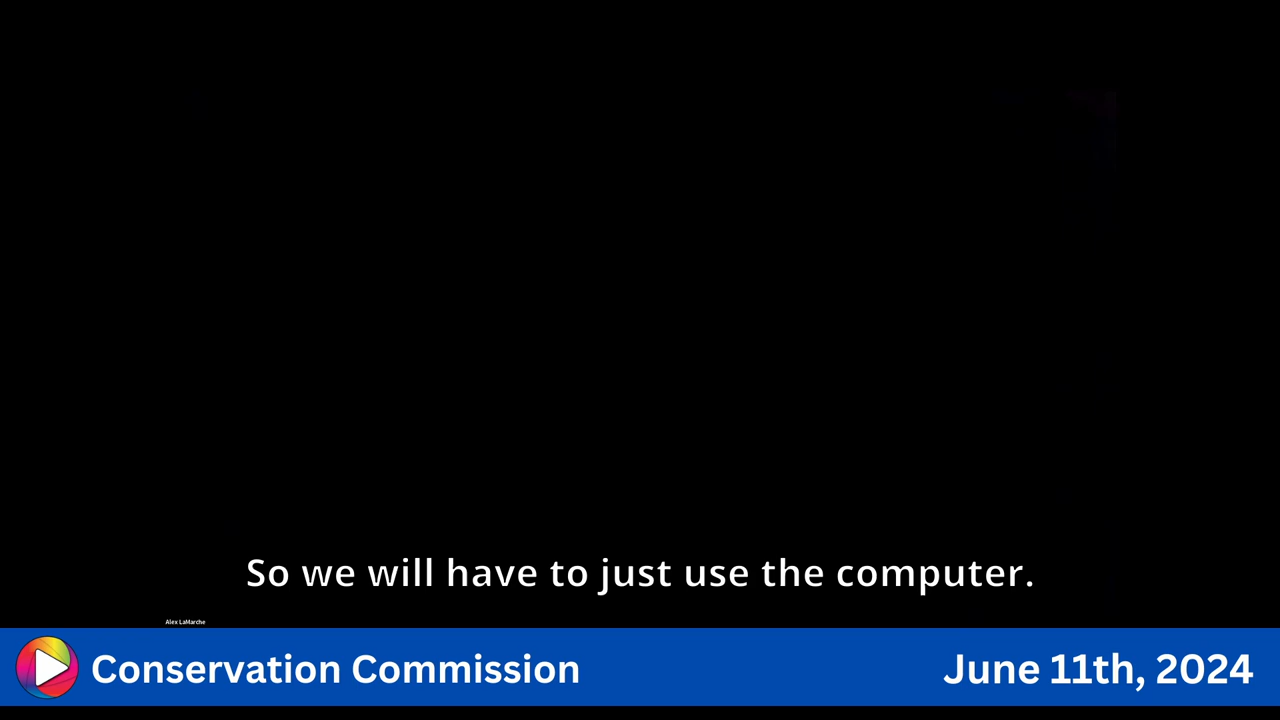 So we will have to just use the computer.
Alex LaMarche
Conservation Commission
June 11th, 2024